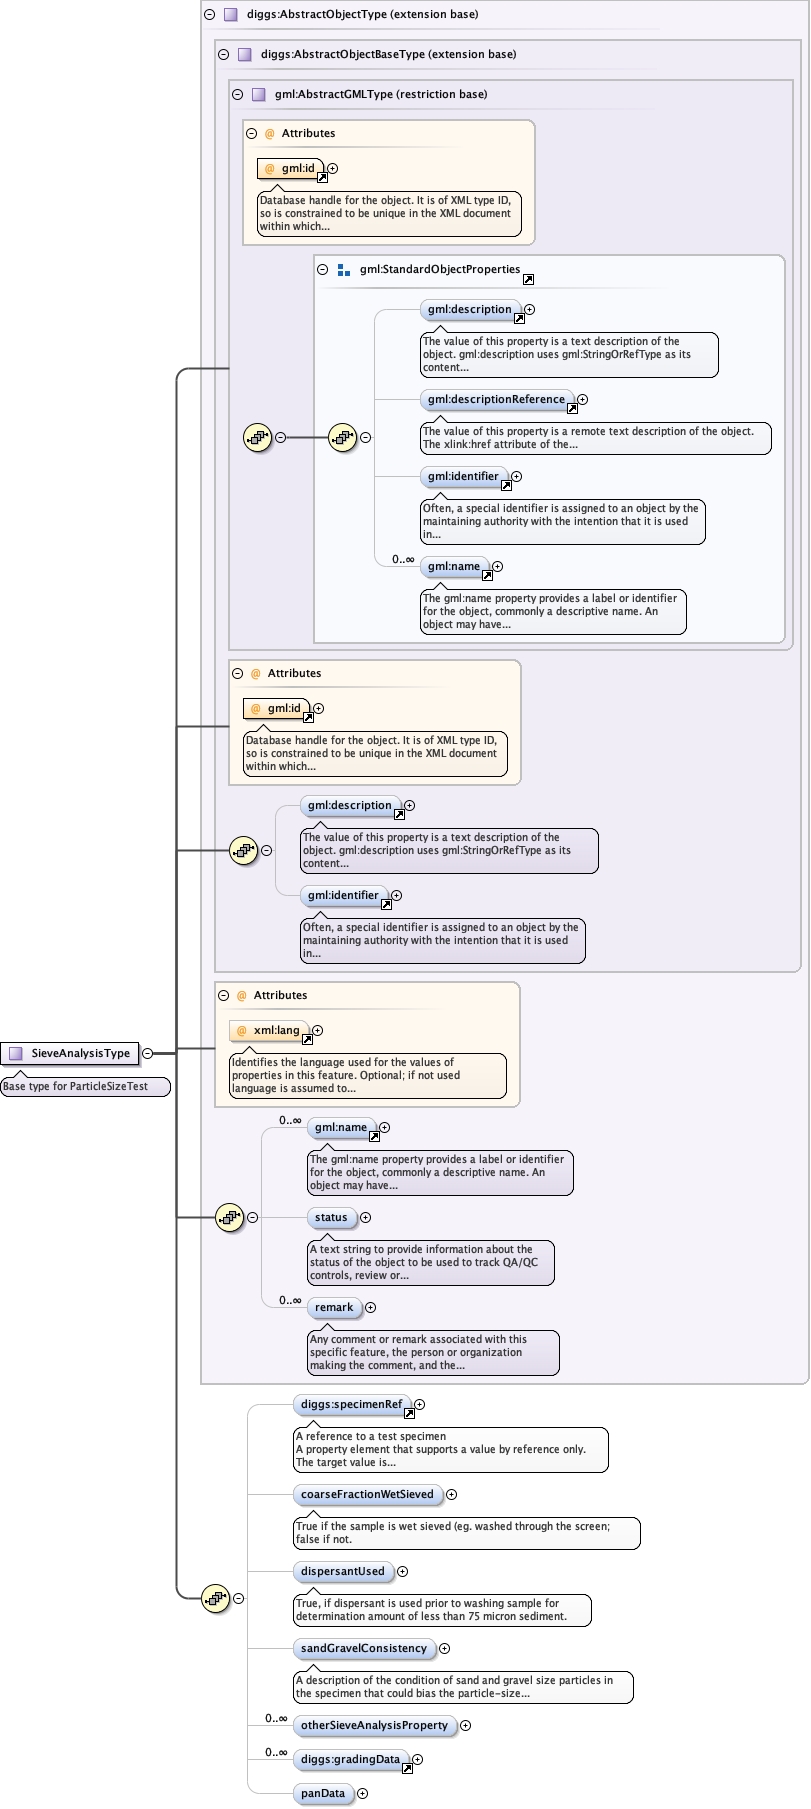 diggs:AbstractObjectType (extension base)
diggs:AbstractObjectBaseType (extension base)
gml:AbstractGMLType (restriction base)
@ Attributes
@ gml:id
Database handle for the object. It is of XML type ID,
so is constrained to be unique in the XML document
within which...
gml:StandardObjectProperties
gml:description
The value of this property is a text description of the
object. gml:description uses gml:StringOrRefType as its
content...
gml:descriptionReference
The value of this property is a remote text description of the object.
The xlink:href attribute of the...
gml:identifier
Often, a special identifier is assigned to an object by the
maintaining authority with the intention that it is used
in...
0..∞
gml:name
The gml:name property provides a label or identifier
for the object, commonly a descriptive name. An
object may have...
@ Attributes
@ gml:id
Database handle for the object. It is of XML type ID,
so is constrained to be unique in the XML document
within which...
gml:description
The value of this property is a text description of the
object. gml:description uses gml:StringOrRefType as its
content...
gml:identifier
Often, a special identifier is assigned to an object by the
maintaining authority with the intention that it is used
in...
@ Attributes
@ xml:lang
Identifies the language used for the values of
properties in this feature. Optional; if not used
language is assumed to...
SieveAnalysisType
Base type for ParticleSizeTest
0..∞
gml:name
The gml:name property provides a label or identifier
for the object, commonly a descriptive name. An
object may have...
status
A text string to provide information about the
status of the object to be used to track QA/QC
controls, review or...
0..∞
remark
Any comment or remark associated with this
specific feature, the person or organization
making the comment, and the...
diggs:specimenRef
A reference to a test specimen
A property element that supports a value by reference only.
The target value is...
coarseFractionWetSieved
True if the sample is wet sieved (eg. washed through the screen;
false if not.
dispersantUsed
True, if dispersant is used prior to washing sample for
determination amount of less than 75 micron sediment.
sandGravelConsistency
A description of the condition of sand and gravel size particles in
the specimen that could bias the particle-size...
0..∞
otherSieveAnalysisProperty
0..∞
diggs:gradingData
panData